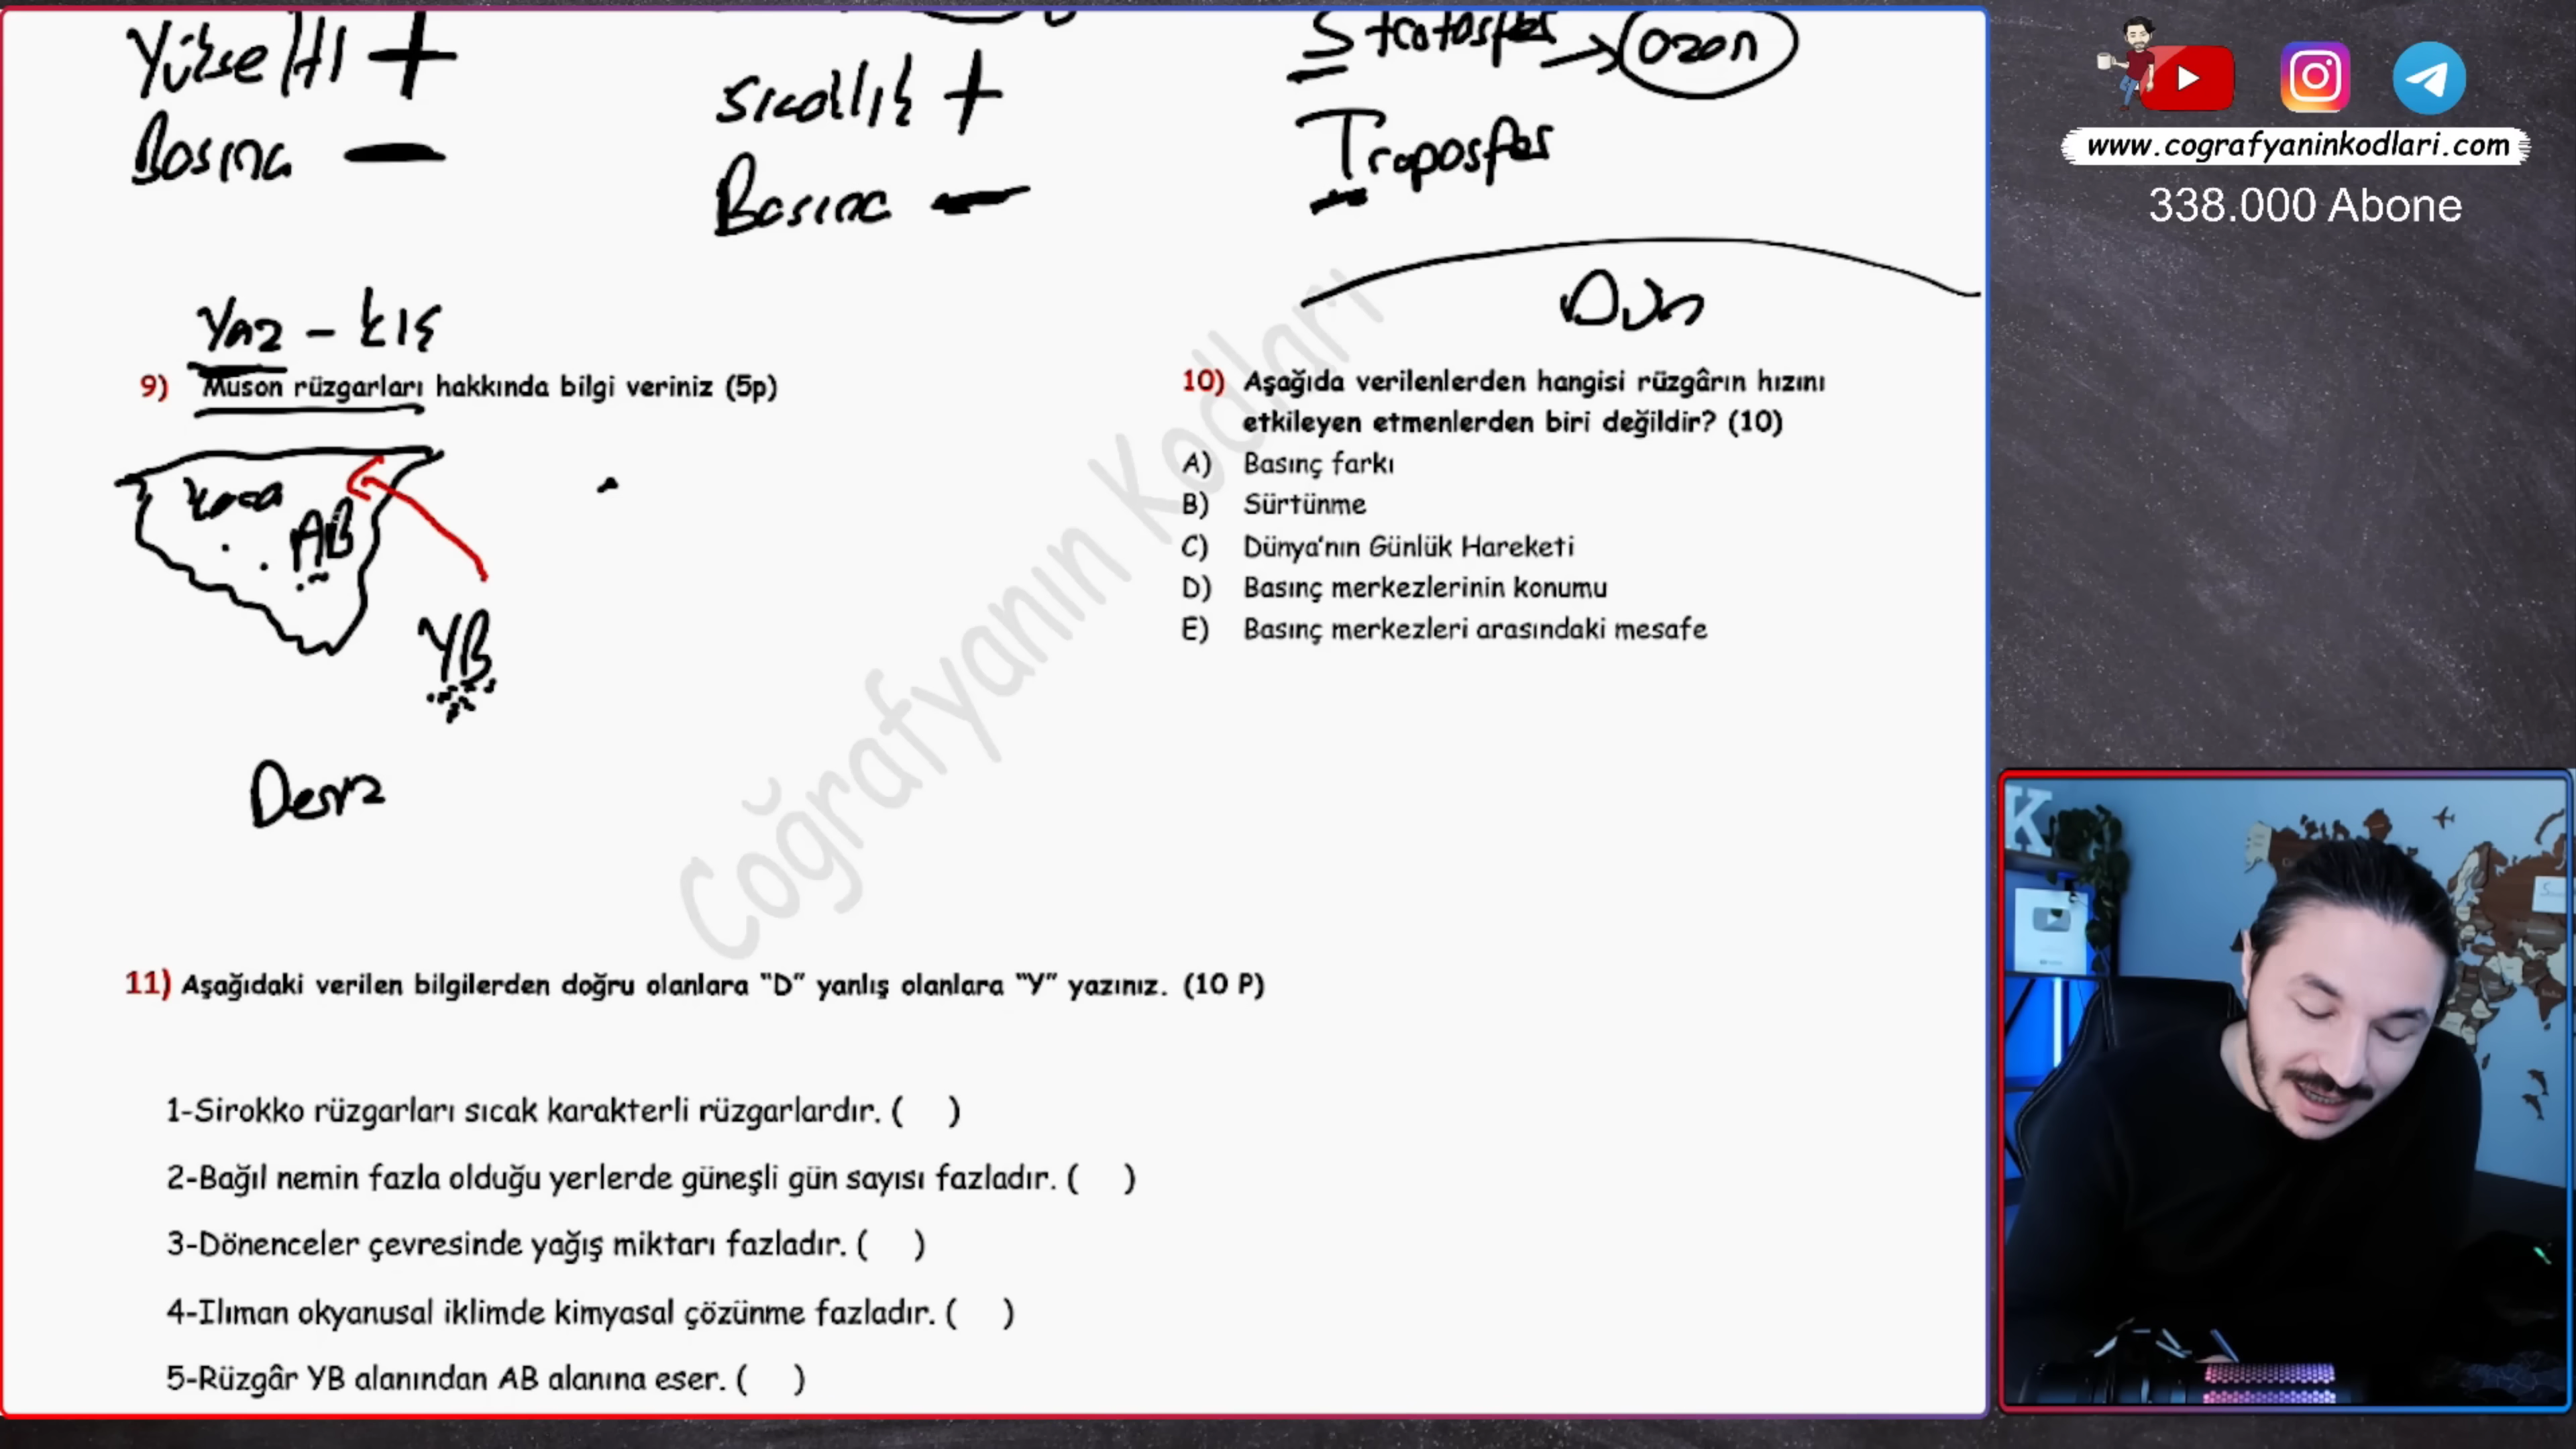 Yükselti +
Basınç −
Sıcaklık +
Basınç −
Stratosfer → Ozon
Troposfer
Dün
Yaz - Kış
9) Muson rüzgarları hakkında bilgi veriniz (5p)
Kara
AB
YB
Deniz
10) Aşağıda verilenlerden hangisi rüzgârın hızını
etkileyen etmenlerden biri değildir? (10)
A) Basınç farkı
B) Sürtünme
C) Dünya’nın Günlük Hareketi
D) Basınç merkezlerinin konumu
E) Basınç merkezleri arasındaki mesafe
Coğrafyanın Kodları
11) Aşağıdaki verilen bilgilerden doğru olanlara “D” yanlış olanlara “Y” yazınız. (10 P)
1-Sirokko rüzgarları sıcak karakterli rüzgarlardır. ( )
2-Bağıl nemin fazla olduğu yerlerde güneşli gün sayısı fazladır. ( )
3-Dönenceler çevresinde yağış miktarı fazladır. ( )
4-Ilıman okyanusal iklimde kimyasal çözünme fazladır. ( )
5-Rüzgâr YB alanından AB alanına eser. ( )
www.cografyaninkodlari.com
338.000 Abone
K